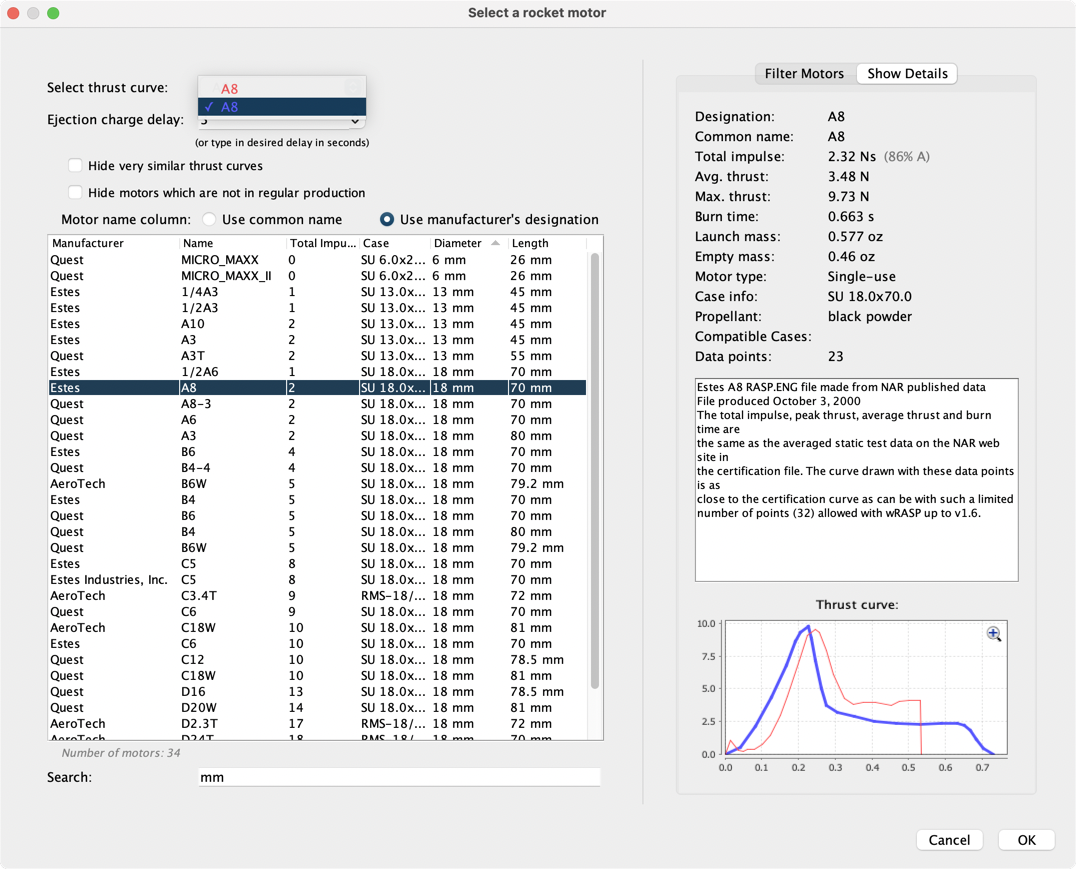 Select a rocket motor
Select thrust curve:
A8
✓ A8
Ejection charge delay:
(or type in desired delay in seconds)
Hide very similar thrust curves
Hide motors which are not in regular production
Motor name column: Use common name Use manufacturer's designation
Manufacturer Name Total Impu... Case Diameter Length
Quest MICRO_MAXX 0 SU 6.0x2... 6 mm 26 mm
Quest MICRO_MAXX_II 0 SU 6.0x2... 6 mm 26 mm
Estes 1/4A3 1 SU 13.0x... 13 mm 45 mm
Estes 1/2A3 1 SU 13.0x... 13 mm 45 mm
Estes A10 2 SU 13.0x... 13 mm 45 mm
Estes A3 2 SU 13.0x... 13 mm 45 mm
Quest A3T 2 SU 13.0x... 13 mm 55 mm
Estes 1/2A6 1 SU 18.0x... 18 mm 70 mm
Estes A8 2 SU 18.0x... 18 mm 70 mm
Quest A8-3 2 SU 18.0x... 18 mm 70 mm
Quest A6 2 SU 18.0x... 18 mm 70 mm
Quest A3 2 SU 18.0x... 18 mm 80 mm
Estes B6 4 SU 18.0x... 18 mm 70 mm
Quest B4-4 4 SU 18.0x... 18 mm 70 mm
AeroTech B6W 5 SU 18.0x... 18 mm 79.2 mm
Estes B4 5 SU 18.0x... 18 mm 70 mm
Quest B6 5 SU 18.0x... 18 mm 70 mm
Quest B4 5 SU 18.0x... 18 mm 80 mm
Quest B6W 5 SU 18.0x... 18 mm 79.2 mm
Estes C5 8 SU 18.0x... 18 mm 70 mm
Estes Industries, Inc. C5 8 SU 18.0x... 18 mm 70 mm
AeroTech C3.4T 9 RMS-18/... 18 mm 72 mm
Quest C6 9 SU 18.0x... 18 mm 70 mm
AeroTech C18W 10 SU 18.0x... 18 mm 81 mm
Estes C6 10 SU 18.0x... 18 mm 70 mm
Quest C12 10 SU 18.0x... 18 mm 78.5 mm
Quest C18W 10 SU 18.0x... 18 mm 81 mm
Quest D16 13 SU 18.0x... 18 mm 78.5 mm
Quest D20W 14 SU 18.0x... 18 mm 81 mm
AeroTech D2.3T 17 RMS-18/... 18 mm 72 mm
AeroTech D24T 18 RMS-18/... 18 mm 70 mm
Number of motors: 34
Search: mm
Filter Motors Show Details
Designation: A8
Common name: A8
Total impulse: 2.32 Ns (86% A)
Avg. thrust: 3.48 N
Max. thrust: 9.73 N
Burn time: 0.663 s
Launch mass: 0.577 oz
Empty mass: 0.46 oz
Motor type: Single-use
Case info: SU 18.0x70.0
Propellant: black powder
Compatible Cases:
Data points: 23
Estes A8 RASP.ENG file made from NAR published data
File produced October 3, 2000
The total impulse, peak thrust, average thrust and burn
time are
the same as the averaged static test data on the NAR web
site in
the certification file. The curve drawn with these data points
is as
close to the certification curve as can be with such a limited
number of points (32) allowed with wRASP up to v1.6.
Thrust curve:
10.0
7.5
5.0
2.5
0.0
0.0 0.1 0.2 0.3 0.4 0.5 0.6 0.7
Cancel OK